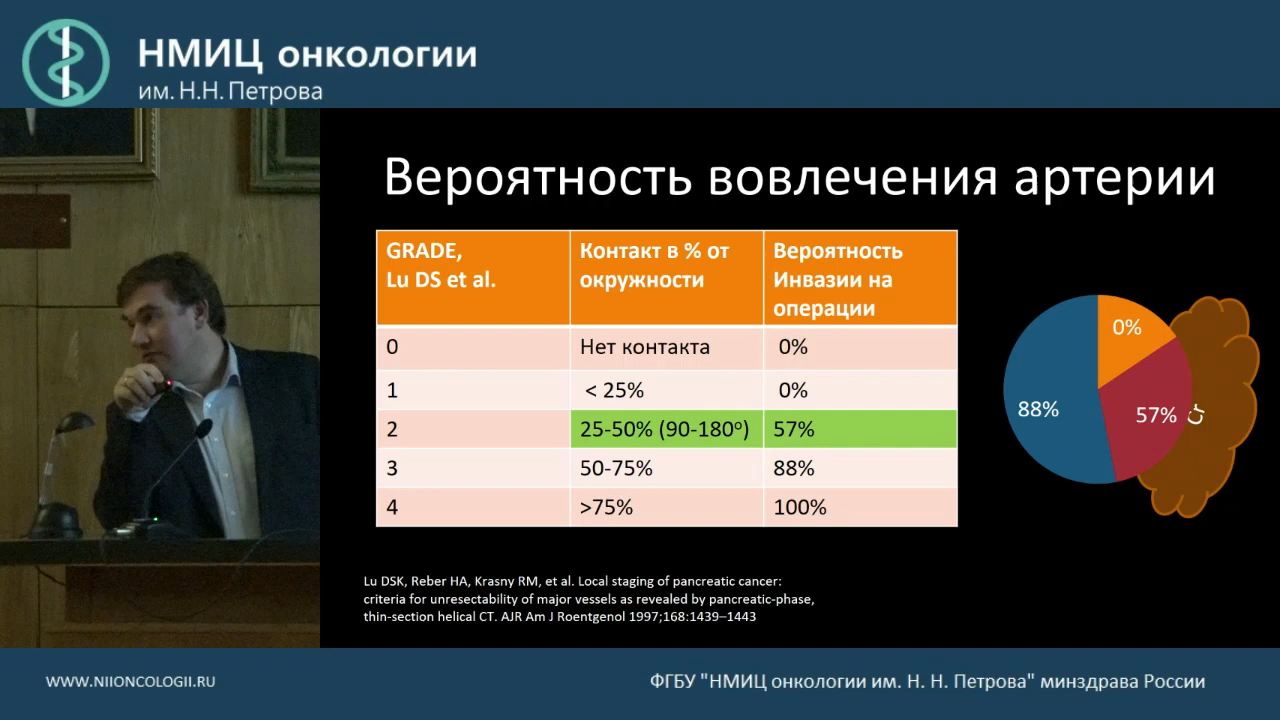 НМИЦ онкологии
им. Н.Н. Петрова
Вероятность вовлечения артерии
GRADE,
Lu DS et al.
Контакт в % от
окружности
Вероятность
Инвазии на
операции
0
Нет контакта
0%
1
< 25%
0%
2
25-50% (90-180º)
57%
3
50-75%
88%
4
>75%
100%
0%
57%
88%
Lu DSK, Reber HA, Krasny RM, et al. Local staging of pancreatic cancer:
criteria for unresectability of major vessels as revealed by pancreatic-phase,
thin-section helical CT. AJR Am J Roentgenol 1997;168:1439–1443
WWW.NIIONCOLOGII.RU
ФГБУ "НМИЦ онкологии им. Н. Н. Петрова" минздрава России